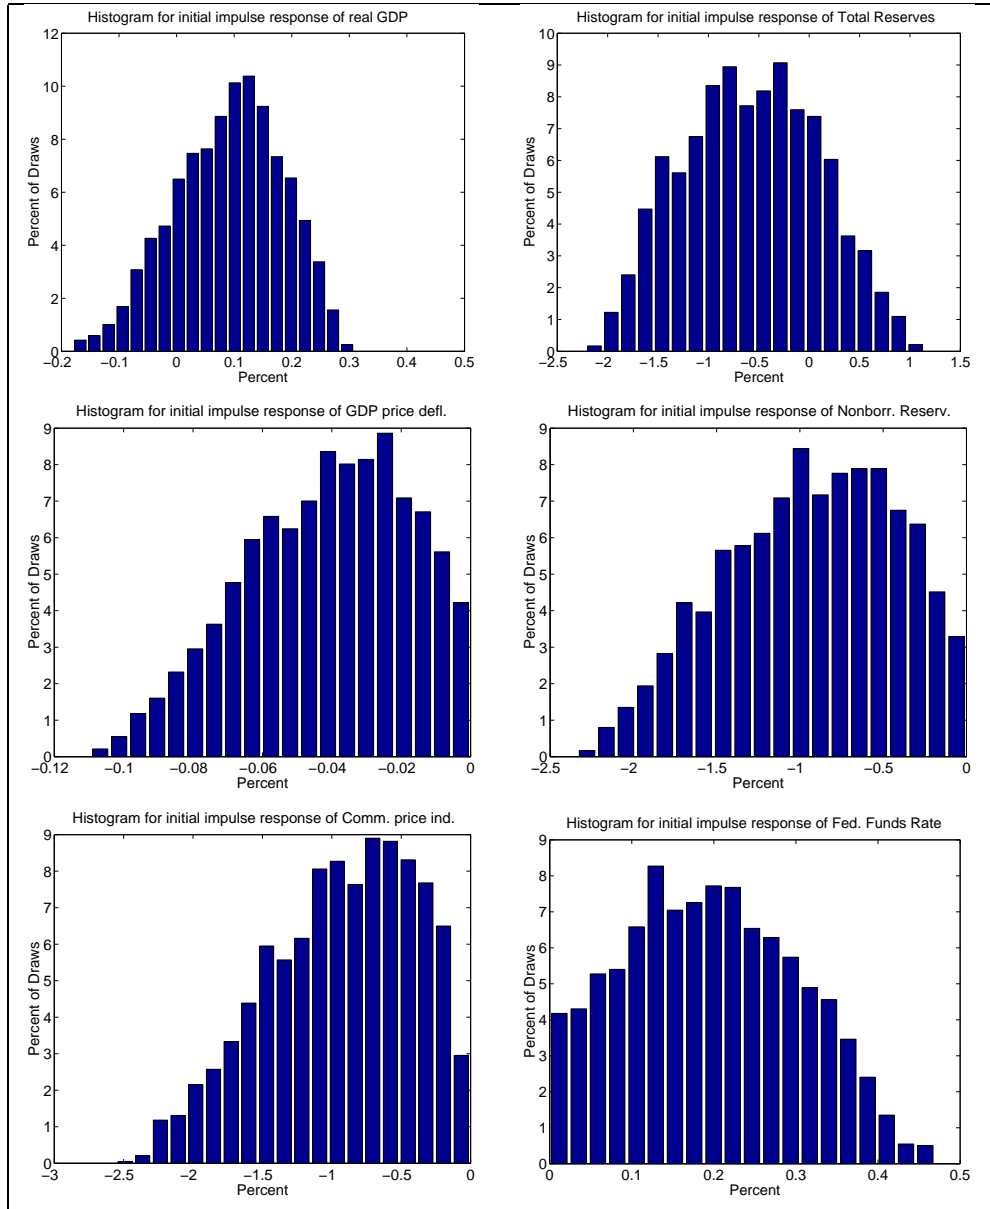 Histogram for initial impulse response of real GDP
12
10
8
6
4
2
0
Percent of Draws
−0.2 −0.1 0 0.1 0.2 0.3 0.4 0.5
Percent
Histogram for initial impulse response of Total Reserves
10
9
8
7
6
5
4
3
2
1
0
Percent of Draws
−2.5 −2 −1.5 −1 −0.5 0 0.5 1 1.5
Percent
Histogram for initial impulse response of GDP price defl.
9
8
7
6
5
4
3
2
1
0
Percent of Draws
−0.12 −0.1 −0.08 −0.06 −0.04 −0.02 0
Percent
Histogram for initial impulse response of Nonborr. Reserv.
9
8
7
6
5
4
3
2
1
0
Percent of Draws
−2.5 −2 −1.5 −1 −0.5 0
Percent
Histogram for initial impulse response of Comm. price ind.
9
8
7
6
5
4
3
2
1
0
Percent of Draws
−3 −2.5 −2 −1.5 −1 −0.5 0
Percent
Histogram for initial impulse response of Fed. Funds Rate
9
8
7
6
5
4
3
2
1
0
Percent of Draws
0 0.1 0.2 0.3 0.4 0.5
Percent